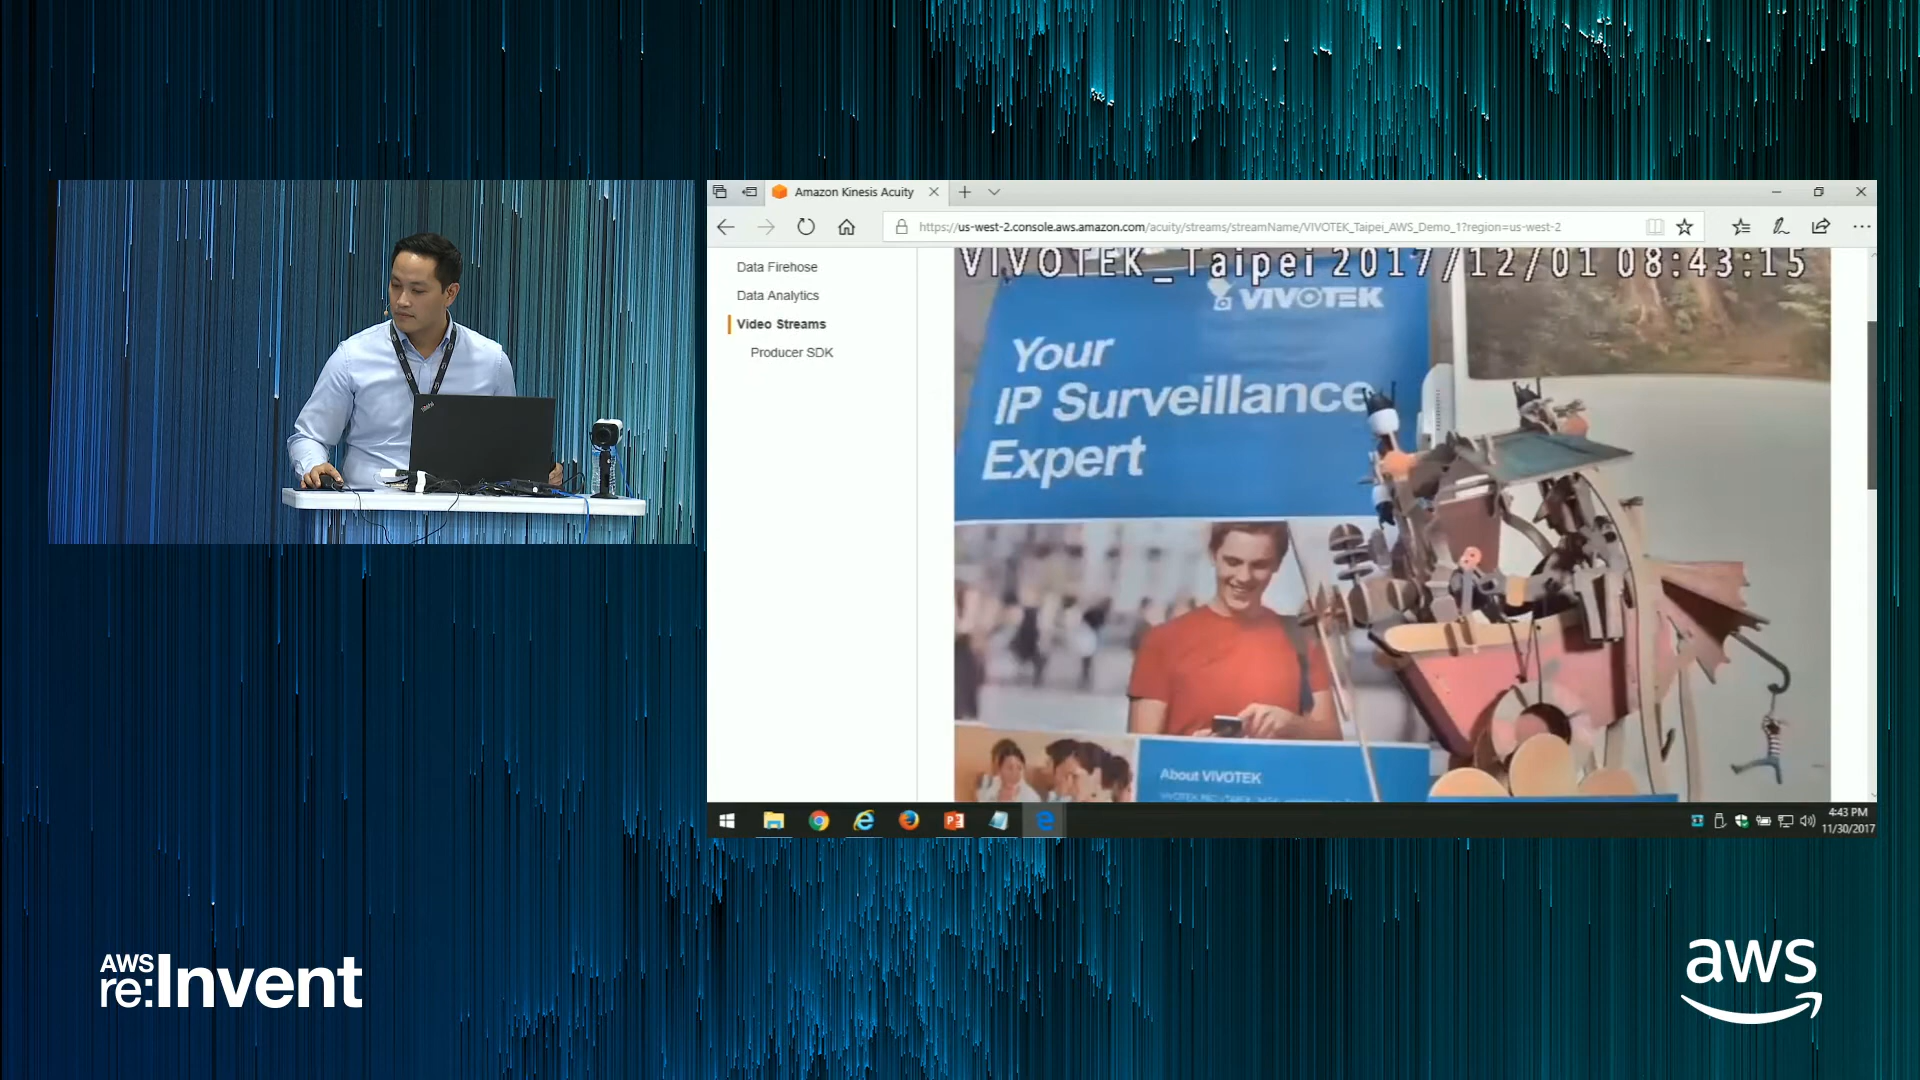 Amazon Kinesis Acuity
https://us-west-2.console.aws.amazon.com/acuity/streams/streamName/VIVOTEK_Taipei_AWS_Demo_1?region=us-west-2
Data Firehose
Data Analytics
Video Streams
Producer SDK
VIVOTEK_Taipei 2017/12/01 08:43:15
VIVOTEK
Your
IP Surveillance
Expert
About VIVOTEK
4:43 PM
11/30/2017
AWS
re:Invent
aws